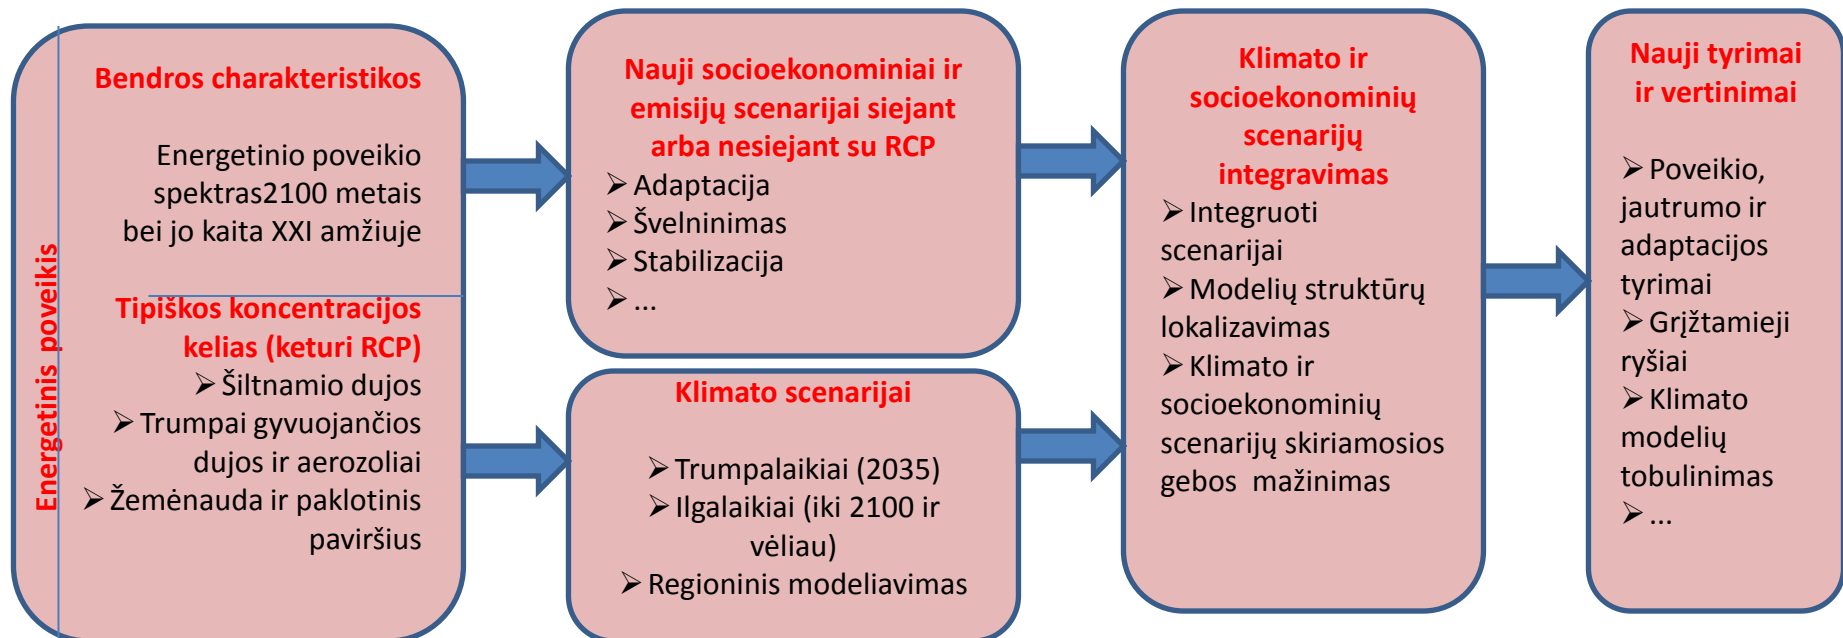 Energetinis poveikis
Bendros charakteristikos
Energetinio poveikio
spektras2100 metais
bei jo kaita XXI amžiuje
Tipiškos koncentracijos
kelias (keturi RCP)
➢ Šiltnamio dujos
➢ Trumpai gyvuojančios
dujos ir aerozoliai
➢ Žemėnauda ir paklotinis
paviršius
Nauji socioekonominiai ir
emisijų scenarijai siejant
arba nesiejant su RCP
➢ Adaptacija
➢ Švelninimas
➢ Stabilizacija
➢ ...
Klimato scenarijai
➢ Trumpalaikiai (2035)
➢ Ilgalaikiai (iki 2100 ir
vėliau)
➢ Regioninis modeliavimas
Klimato ir
socioekonominių
scenarijų
integravimas
➢ Integruoti
scenarijai
➢ Modelių struktūrų
lokalizavimas
➢ Klimato ir
socioekonominių
scenarijų skiriamosios
gebos  mažinimas
Nauji tyrimai
ir vertinimai
➢ Poveikio,
jautrumo ir
adaptacijos
tyrimai
➢ Grįžtamieji
ryšiai
➢ Klimato
modelių
tobulinimas
➢ ...